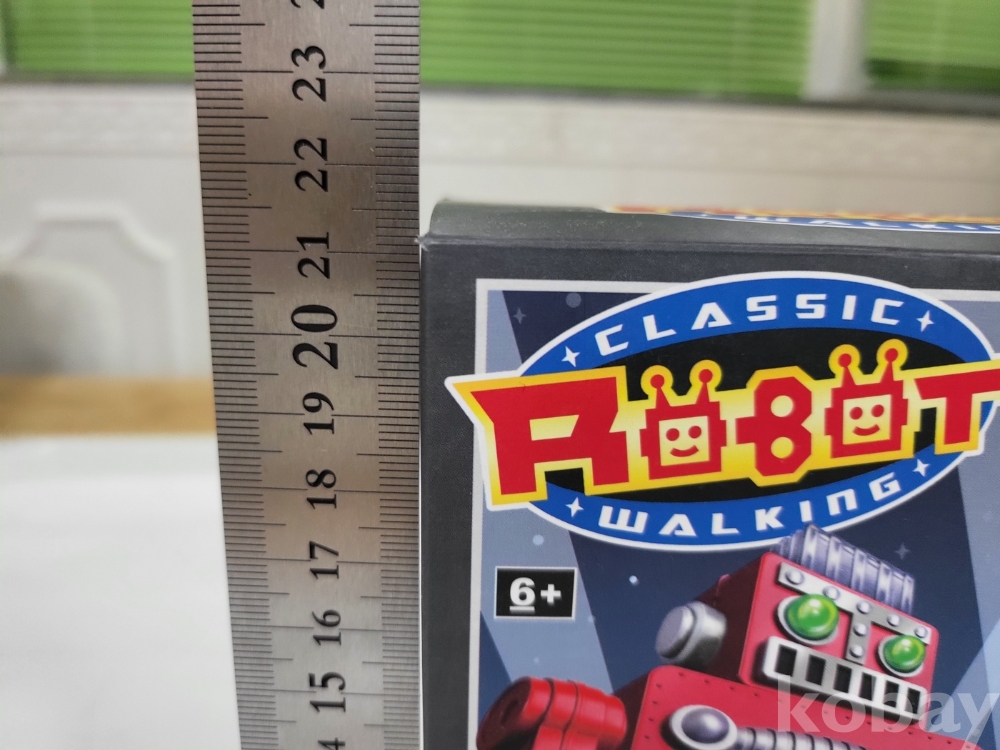 23
22
21
20
19
18
17
16
15
CLASSIC
ROBOT
WALKING
6+
kobay